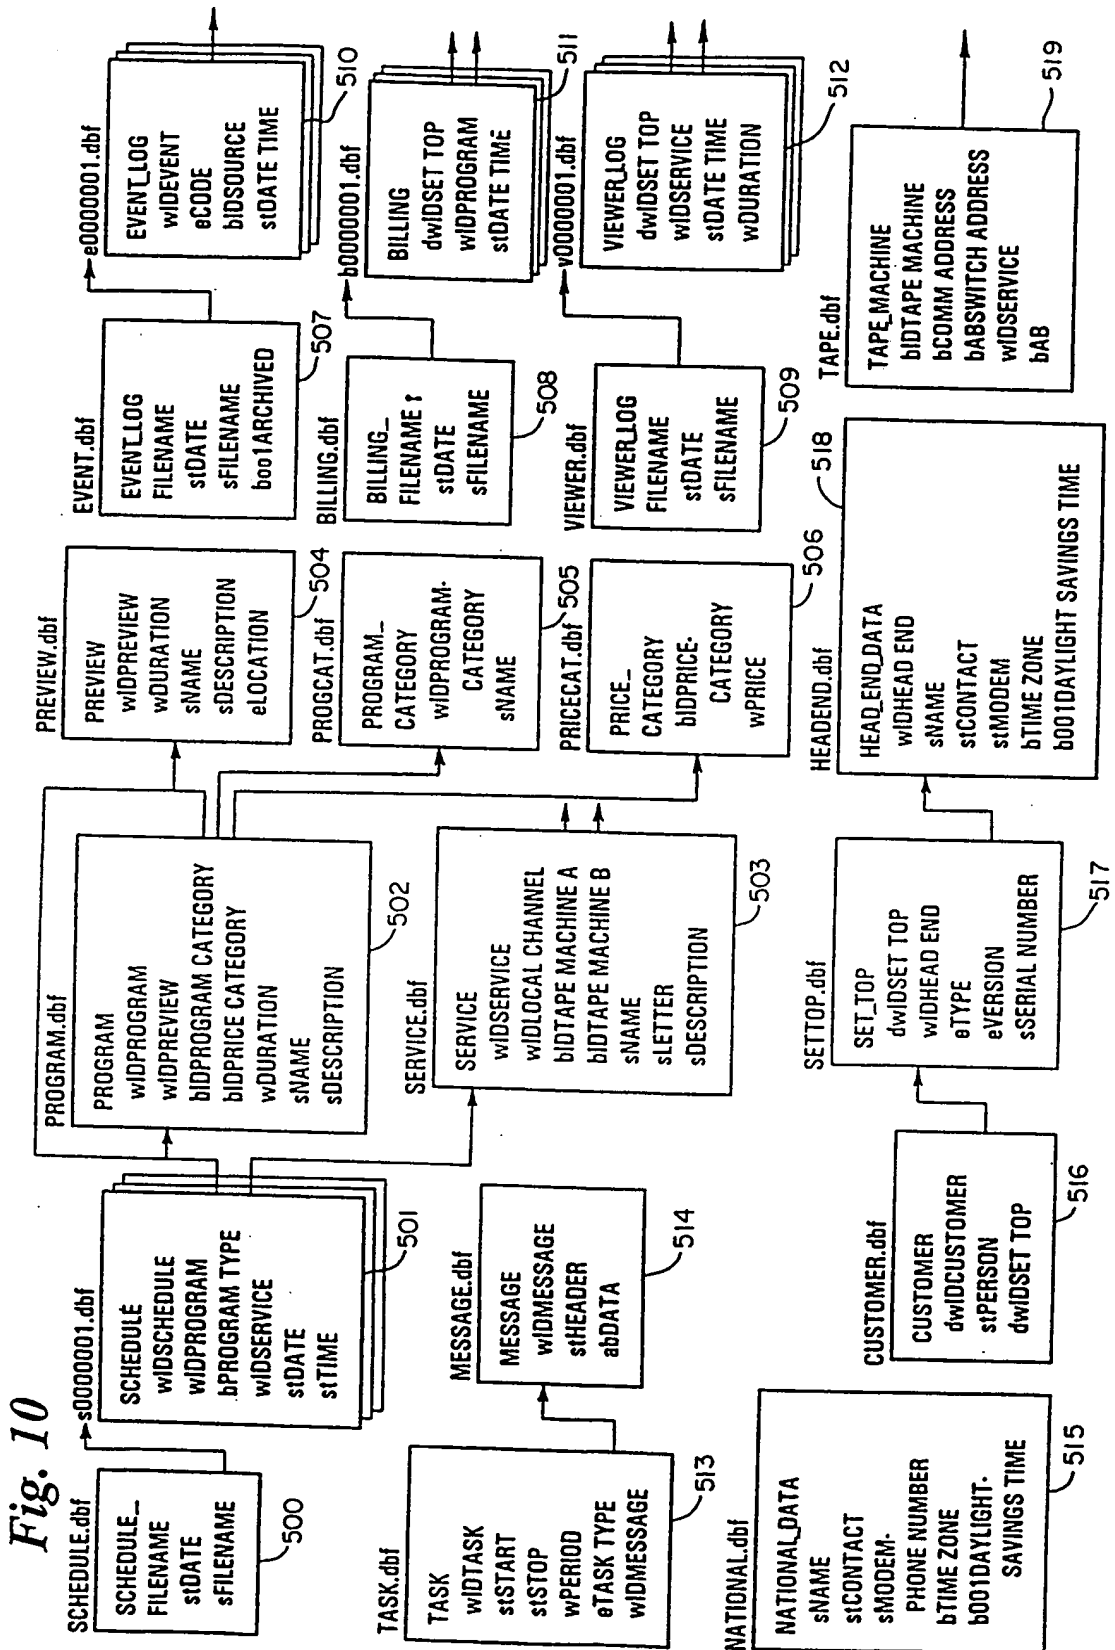 Fig. 10
SCHEDULE.dbf
SCHEDULE_
FILENAME
stDATE
sFILENAME
500
s0000001.dbf
SCHEDULE
wIDSCHEDULE
wIDPROGRAM
bPROGRAM TYPE
wIDSERVICE
stDATE
stTIME
501
PROGRAM.dbf
PROGRAM
wIDPROGRAM
wIDPREVIEW
bIDPROGRAM CATEGORY
bIDPRICE CATEGORY
wDURATION
sNAME
sDESCRIPTION
502
SERVICE.dbf
SERVICE
wIDSERVICE
wIDLOCAL CHANNEL
bIDTAPE MACHINE A
bIDTAPE MACHINE B
sNAME
sLETTER
sDESCRIPTION
503
PREVIEW.dbf
PREVIEW
wIDPREVIEW
wDURATION
sNAME
sDESCRIPTION
eLOCATION
504
PROGCAT.dbf
PROGRAM_
CATEGORY
wIDPROGRAM-
CATEGORY
sNAME
505
PRICECAT.dbf
PRICE_
CATEGORY
bIDPRICE-
CATEGORY
wPRICE
506
EVENT.dbf
EVENT_LOG
FILENAME
stDATE
sFILENAME
boo1ARCHIVED
507
BILLING.dbf
BILLING_
FILENAME
stDATE
sFILENAME
508
VIEWER.dbf
VIEWER_LOG
FILENAME
stDATE
sFILENAME
509
e0000001.dbf
EVENT_LOG
wIDEVENT
eCODE
bIDSOURCE
stDATE TIME
510
b0000001.dbf
BILLING
dwIDSET TOP
wIDPROGRAM
stDATE TIME
511
v0000001.dbf
VIEWER_LOG
dwIDSET TOP
wIDSERVICE
stDATE TIME
wDURATION
512
TASK.dbf
TASK
wIDTASK
stSTART
stSTOP
wPERIOD
eTASK TYPE
wIDMESSAGE
513
MESSAGE.dbf
MESSAGE
wIDMESSAGE
stHEADER
abDATA
514
NATIONAL.dbf
NATIONAL_DATA
sNAME
stCONTACT
sMODEM-
PHONE NUMBER
bTIME ZONE
b001DAYLIGHT-
SAVINGS TIME
515
CUSTOMER.dbf
CUSTOMER
dwIDCUSTOMER
stPERSON
dwIDSET TOP
516
SETTOP.dbf
SET_TOP
dwIDSET TOP
wIDHEAD END
eTYPE
eVERSION
sSERIAL NUMBER
517
HEADEND.dbf
HEAD_END_DATA
wIDHEAD END
sNAME
stCONTACT
stMODEM
bTIME ZONE
b001DAYLIGHT SAVINGS TIME
518
TAPE.dbf
TAPE_MACHINE
bIDTAPE MACHINE
bCOMM ADDRESS
bABSWITCH ADDRESS
wIDSERVICE
bAB
519